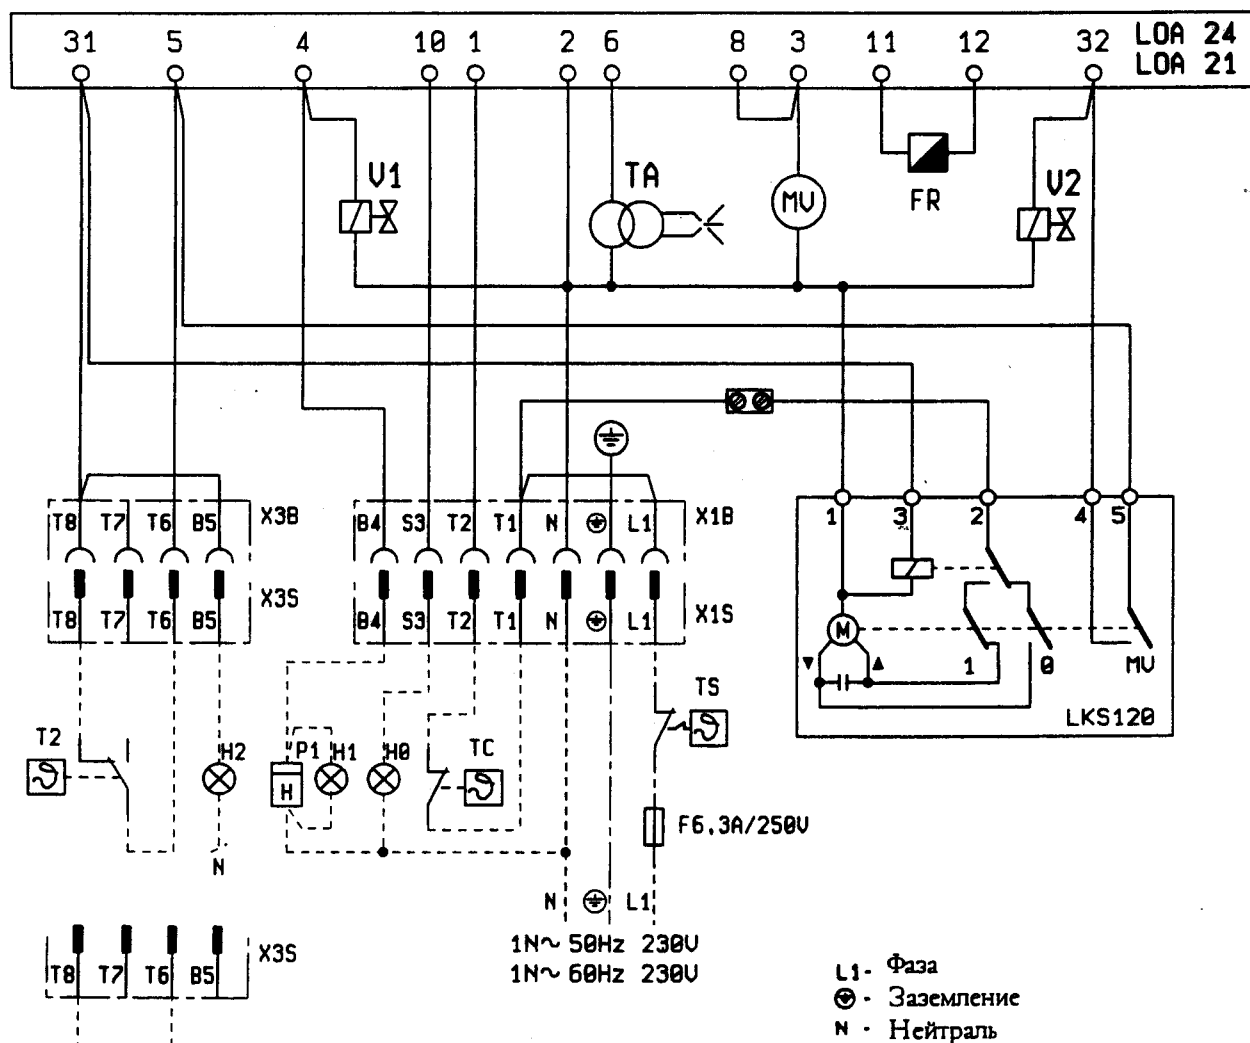 31 5 4 10 1 2 6 8 3 11 12 32 LOA 24
LOA 21
V1
TA
MV
FR
V2
T8 T7 T6 B5 X3B
B4 S3 T2 T1 N L1 X1B
1 3 2 4 5
T8 T7 T6 B5 X3S
B4 S3 T2 T1 N L1 X1S
M
1 0 MV
LKS120
TS
T2
H2
P1 H1 H0 TC
H
F6.3A/250V
N
N L1
1N~ 50Hz 230V
1N~ 60Hz 230V
X3S
T8 T7 T6 B5
L1- Фаза
- Заземление
N - Нейтраль